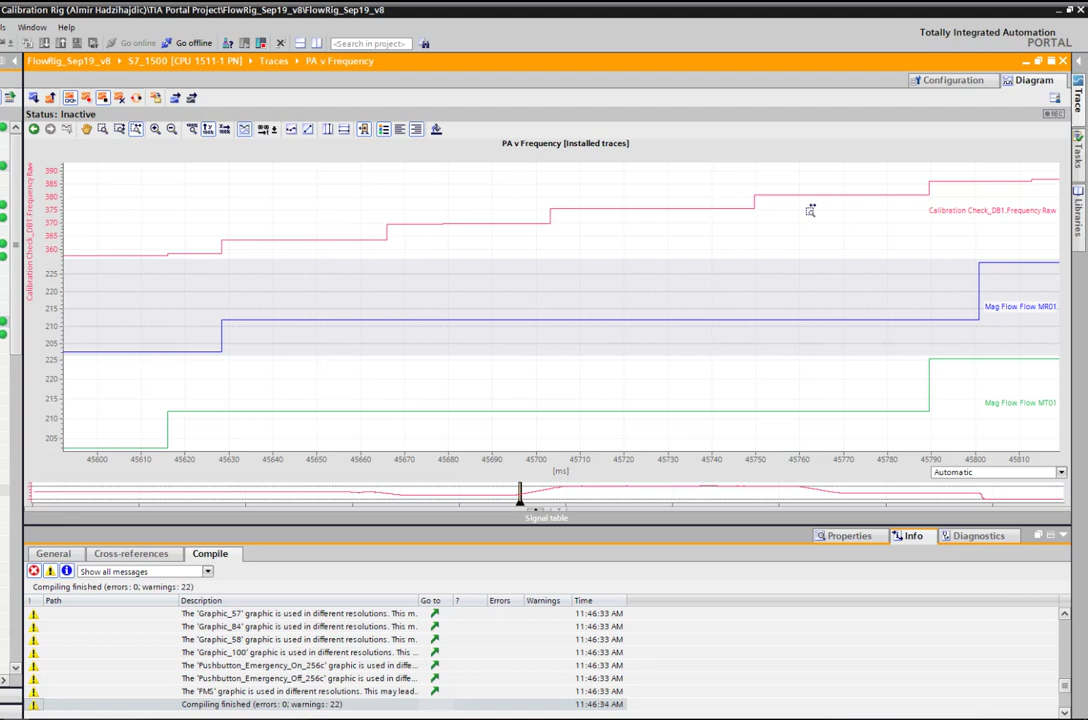 Calibration Rig (Almir Hadzihajdic)\TIA Portal Project\FlowRig_Sep19_v8\FlowRig_Sep19_v8
ls Window Help
Totally Integrated Automation
PORTAL
Go online Go offline <Search in project>
FlowRig_Sep19_v8 ▸ S7_1500 [CPU 1511-1 PN] ▸ Traces ▸ PA v Frequency
Configuration Diagram
Status: Inactive
REC
PA v Frequency [Installed traces]
Calibration Check_DB1.Frequency Raw
390
385
380
375
370
365
360
Calibration Check_DB1.Frequency Raw
225
220
215
210
205
Mag Flow Flow MR01
225
220
215
210
205
Mag Flow Flow MT01
45600 45610 45620 45630 45640 45650 45660 45670 45680 45690 45700 45710 45720 45730 45740 45750 45760 45770 45780 45790 45800 45810
[ms]
Automatic
Signal table
Trace
Tasks
Libraries
Properties Info Diagnostics
General Cross-references Compile
Show all messages
Compiling finished (errors: 0; warnings: 22)
! Path Description Go to ? Errors Warnings Time
The 'Graphic_57' graphic is used in different resolutions. This m... 11:46:33 AM
The 'Graphic_84' graphic is used in different resolutions. This m... 11:46:33 AM
The 'Graphic_58' graphic is used in different resolutions. This m... 11:46:33 AM
The 'Graphic_100' graphic is used in different resolutions. This ... 11:46:33 AM
The 'Pushbutton_Emergency_On_256c' graphic is used in diffe... 11:46:33 AM
The 'Pushbutton_Emergency_Off_256c' graphic is used in diffe... 11:46:33 AM
The 'FMS' graphic is used in different resolutions. This may lead... 11:46:33 AM
Compiling finished (errors: 0; warnings: 22) 11:46:34 AM